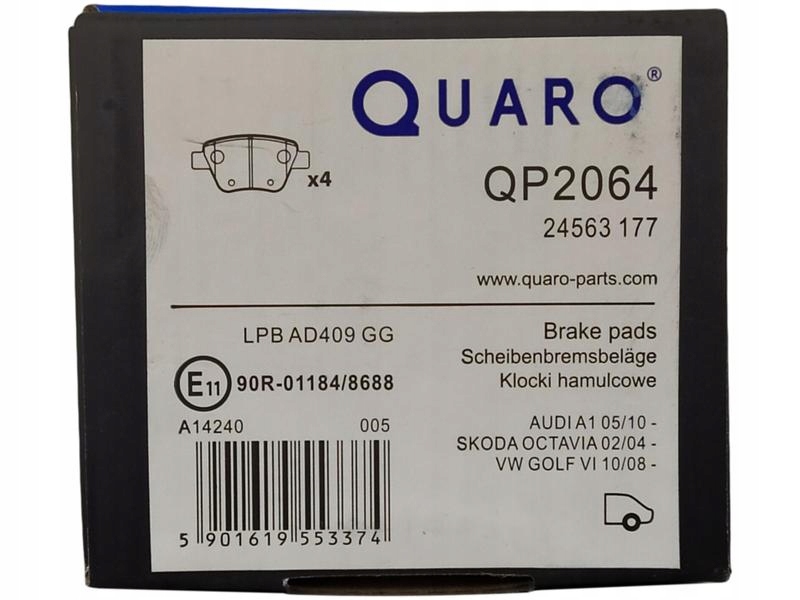 QUARO®
x4
QP2064
24563 177
www.quaro-parts.com
LPB AD409 GG
Brake pads
Scheibenbremsbeläge
Klocki hamulcowe
E11 90R-01184/8688
A14240 005
AUDI A1 05/10 -
SKODA OCTAVIA 02/04 -
VW GOLF VI 10/08 -
5 901619 553374